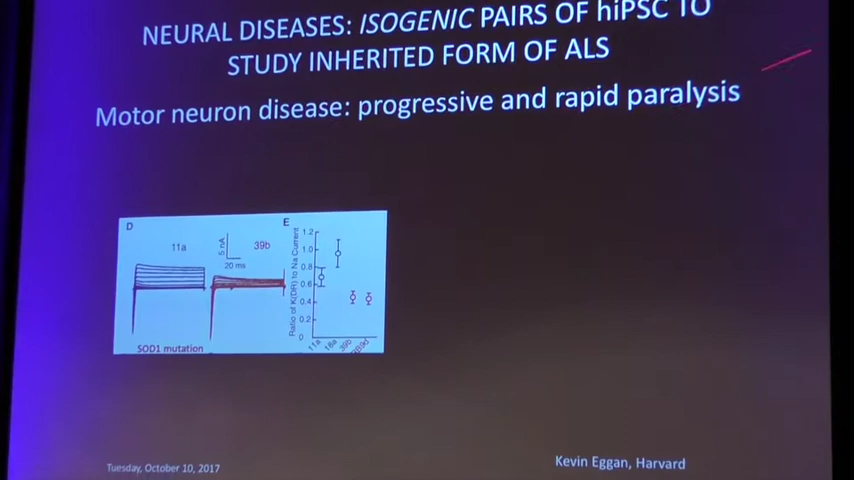 NEURAL DISEASES: ISOGENIC PAIRS OF hiPSC TO
STUDY INHERITED FORM OF ALS
Motor neuron disease: progressive and rapid paralysis
D
11a
5 nA
20 ms
39b
SOD1 mutation
E
Ratio of K(DR) to Na Current
1.2
1.0
0.8
0.6
0.4
0.2
0
11a
18a
39b
Tuesday, October 10, 2017
Kevin Eggan, Harvard